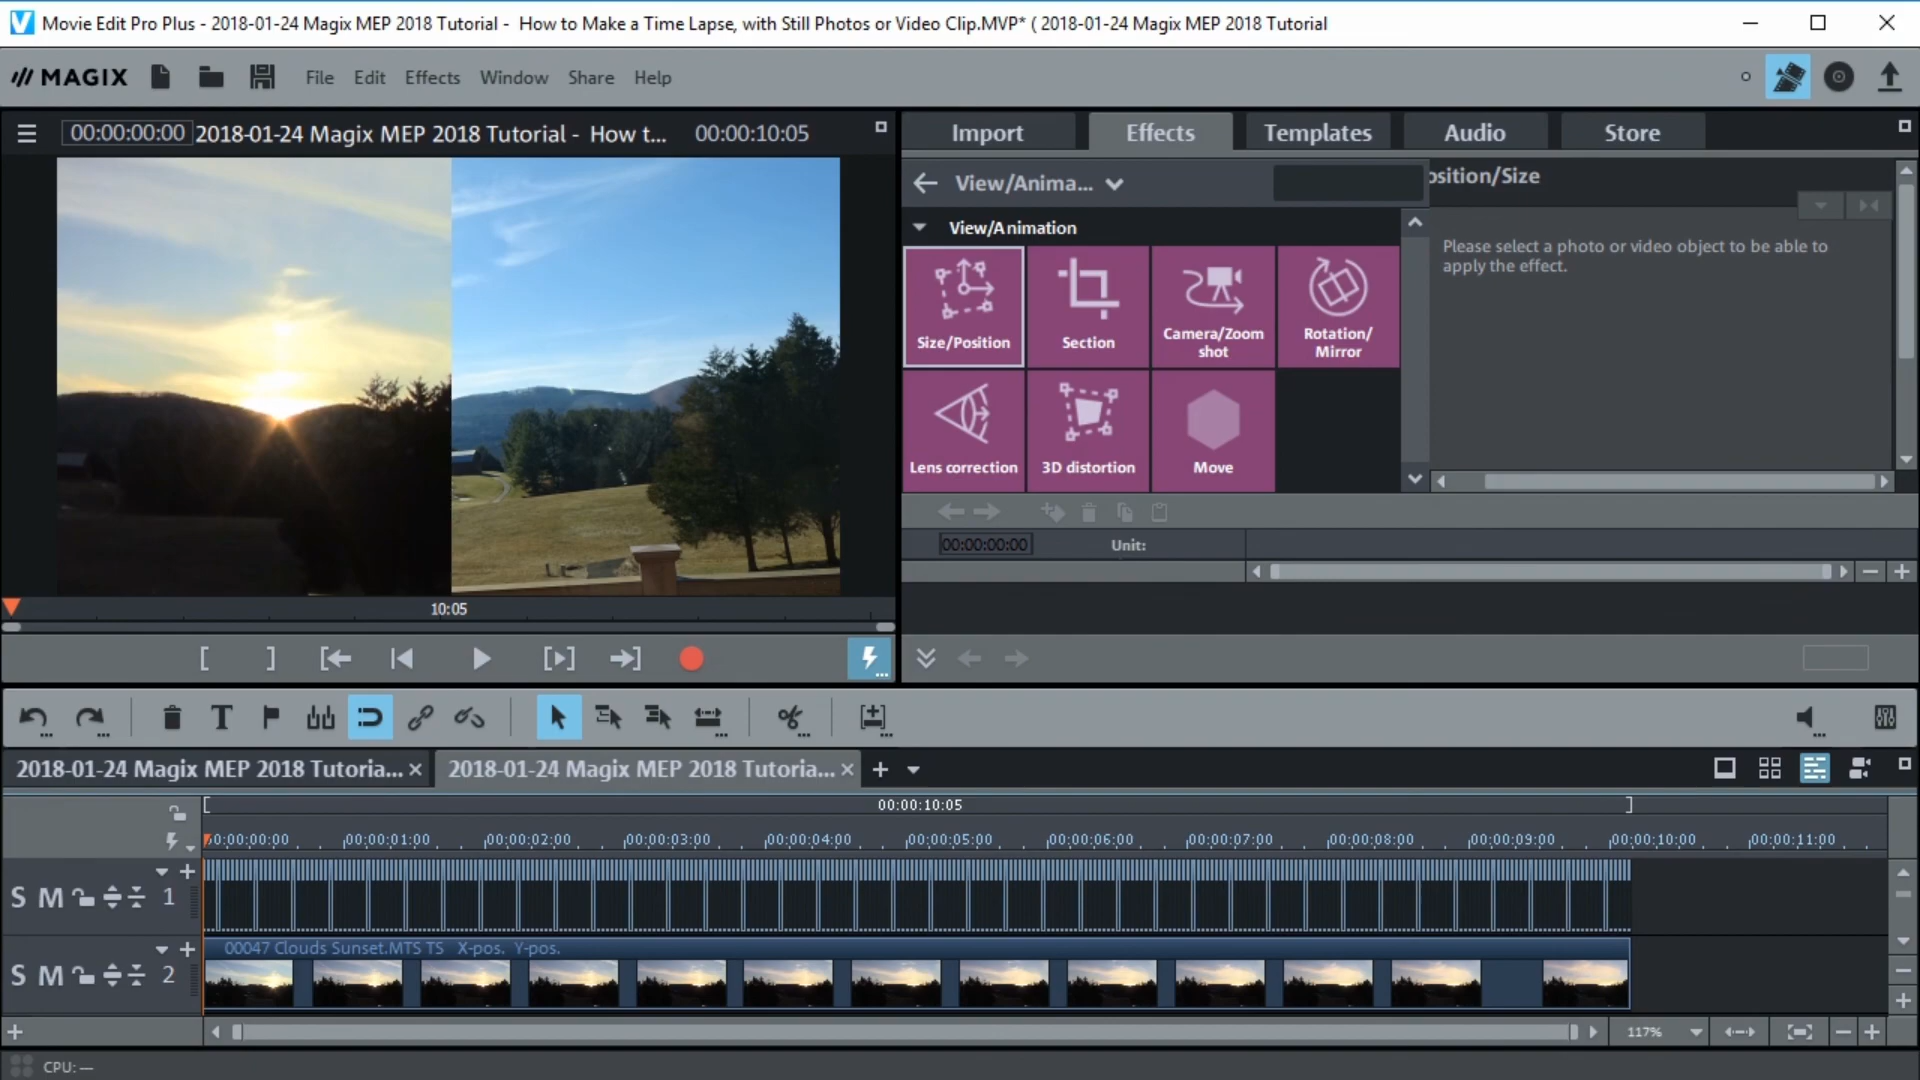 Movie Edit Pro Plus - 2018-01-24 Magix MEP 2018 Tutorial -  How to Make a Time Lapse, with Still Photos or Video Clip.MVP* ( 2018-01-24 Magix MEP 2018 Tutorial
MAGIX File Edit Effects Window Share Help
00:00:00:00 2018-01-24 Magix MEP 2018 Tutorial -  How t... 00:00:10:05
Import Effects Templates Audio Store
View/Anima...
osition/Size
View/Animation
Please select a photo or video object to be able to
apply the effect.
Size/Position
Section
Camera/Zoom
shot
Rotation/
Mirror
Lens correction
3D distortion
Move
00:00:00:00 Unit:
10:05
2018-01-24 Magix MEP 2018 Tutoria... 2018-01-24 Magix MEP 2018 Tutoria...
00:00:10:05
00:00:00:00 00:00:01:00 00:00:02:00 00:00:03:00 00:00:04:00 00:00:05:00 00:00:06:00 00:00:07:00 00:00:08:00 00:00:09:00 00:00:10:00 00:00:11:00
S M 1
00047 Clouds Sunset.MTS TS X-pos. Y-pos.
S M 2
117%
CPU: —